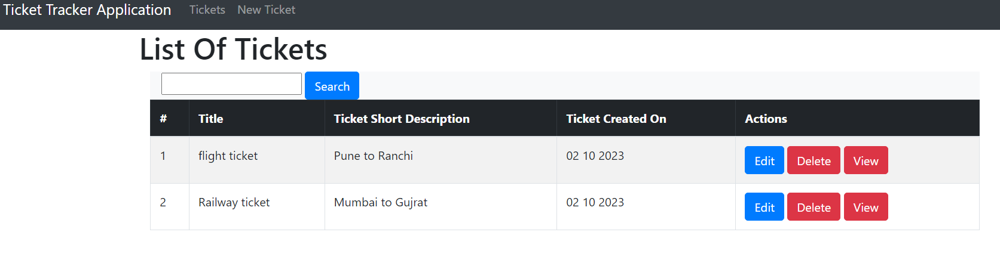 Ticket Tracker Application Tickets New Ticket
List Of Tickets
Search
# Title Ticket Short Description Ticket Created On Actions
1 flight ticket Pune to Ranchi 02 10 2023 Edit Delete View
2 Railway ticket Mumbai to Gujrat 02 10 2023 Edit Delete View